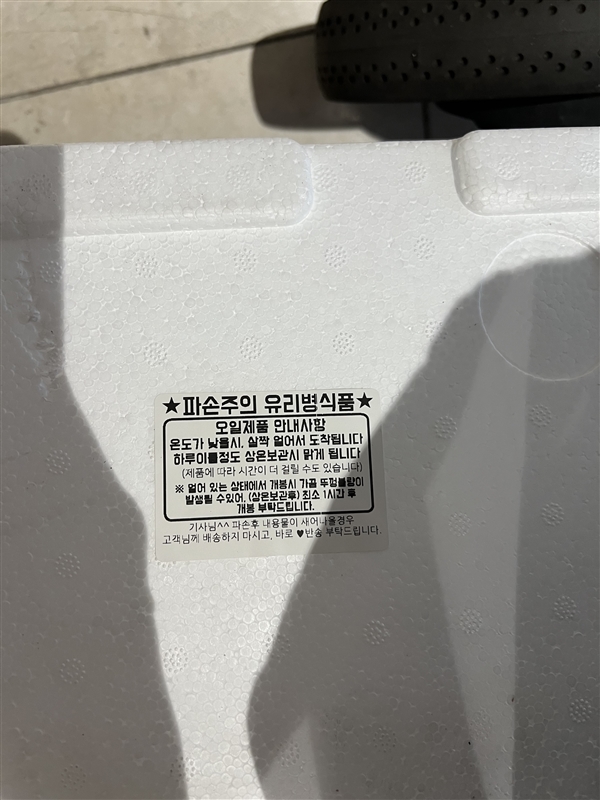 ★파손주의 유리병식품★
오일제품 안내사항
온도가 낮을시, 살짝 얼어서 도착됩니다
하루이틀정도 상온보관시 맑게 됩니다
(제품에 따라 시간이 더 걸릴 수도 있습니다)
※ 얼어 있는 상태에서 개봉시 가끔 뚜껑불량이
발생될 수있어, (상온보관후) 최소 1시간 후
개봉 부탁드립니다.
기사님^^ 파손후 내용물이 새어나올경우
고객님께 배송하지 마시고, 바로 ♥반송 부탁드립니다.